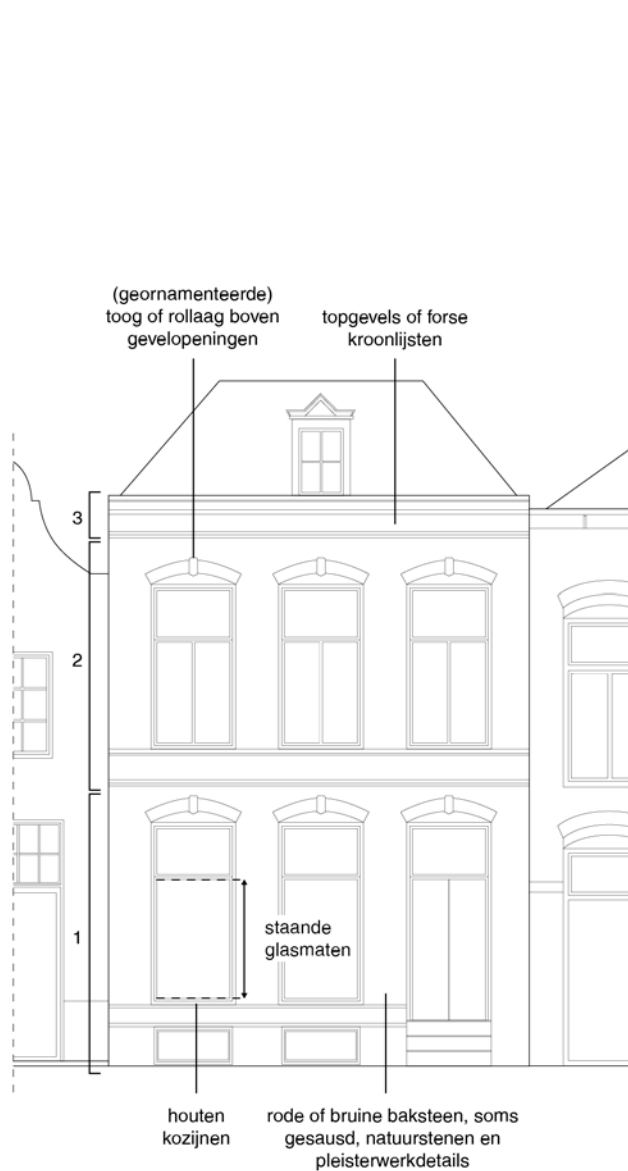 (geornamenteerde)
toog of rollaag boven
gevelopeningen
topgevels of forse
kroonlijsten
3
2
1
staande
glasmaten
houten
kozijnen
rode of bruine baksteen, soms
gesausd, natuurstenen en
pleisterwerkdetails